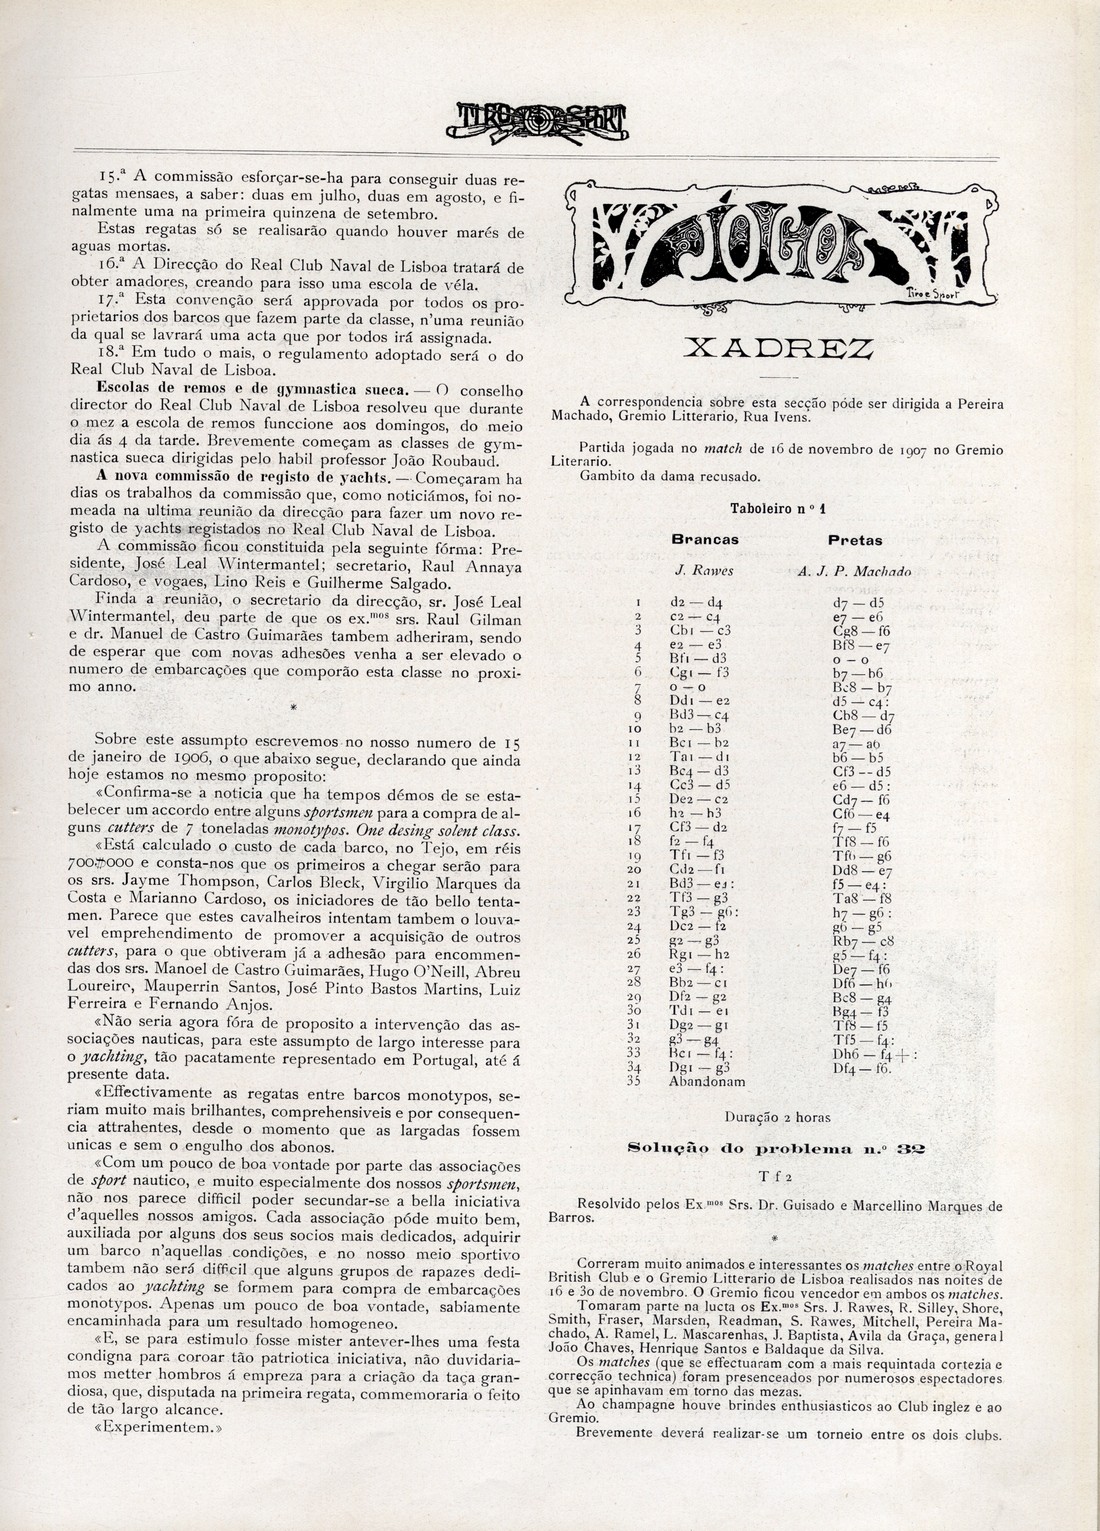 TIRO E SPORT
15.ª A commissão esforçar-se-ha para conseguir duas re-
gatas mensaes, a saber: duas em julho, duas em agosto, e fi-
nalmente uma na primeira quinzena de setembro.
Estas regatas só se realisarão quando houver marés de
aguas mortas.
16.ª A Direcção do Real Club Naval de Lisboa tratará de
obter amadores, creando para isso uma escola de véla.
17.ª Esta convenção será approvada por todos os pro-
prietarios dos barcos que fazem parte da classe, n'uma reunião
da qual se lavrará uma acta que por todos irá assignada.
18.ª Em tudo o mais, o regulamento adoptado será o do
Real Club Naval de Lisboa.
Escolas de remos e de gymnastica sueca. — O conselho
director do Real Club Naval de Lisboa resolveu que durante
o mez a escola de remos funccione aos domingos, do meio
dia ás 4 da tarde. Brevemente começam as classes de gym-
nastica sueca dirigidas pelo habil professor João Roubaud.
A nova commissão de registo de yachts. — Começaram ha
dias os trabalhos da commissão que, como noticiámos, foi no-
meada na ultima reunião da direcção para fazer um novo re-
gisto de yachts registados no Real Club Naval de Lisboa.
A commissão ficou constituida pela seguinte fórma: Pre-
sidente, José Leal Wintermantel; secretario, Raul Annaya
Cardoso, e vogaes, Lino Reis e Guilherme Salgado.
Finda a reunião, o secretario da direcção, sr. José Leal
Wintermantel, deu parte de que os ex.mos srs. Raul Gilman
e dr. Manuel de Castro Guimarães tambem adheriram, sendo
de esperar que com novas adhesões venha a ser elevado o
numero de embarcações que comporão esta classe no proxi-
mo anno.
*
Sobre este assumpto escrevemos no nosso numero de 15
de janeiro de 1906, o que abaixo segue, declarando que ainda
hoje estamos no mesmo proposito:
«Confirma-se a noticia que ha tempos démos de se esta-
belecer um accordo entre alguns sportsmen para a compra de al-
guns cutters de 7 toneladas monotypos. One desing solent class.
«Está calculado o custo de cada barco, no Tejo, em réis
700$000 e consta-nos que os primeiros a chegar serão para
os srs. Jayme Thompson, Carlos Bleck, Virgilio Marques da
Costa e Marianno Cardoso, os iniciadores de tão bello tenta-
men. Parece que estes cavalheiros intentam tambem o louva-
vel emprehendimento de promover a acquisição de outros
cutters, para o que obtiveram já a adhesão para encommen-
das dos srs. Manoel de Castro Guimarães, Hugo O'Neill, Abreu
Loureiro, Mauperrin Santos, José Pinto Bastos Martins, Luiz
Ferreira e Fernando Anjos.
«Não seria agora fóra de proposito a intervenção das as-
sociações nauticas, para este assumpto de largo interesse para
o yachting, tão pacatamente representado em Portugal, até á
presente data.
«Effectivamente as regatas entre barcos monotypos, se-
riam muito mais brilhantes, comprehensiveis e por consequen-
cia attrahentes, desde o momento que as largadas fossem
unicas e sem o engulho dos abonos.
«Com um pouco de boa vontade por parte das associações
de sport nautico, e muito especialmente dos nossos sportsmen,
não nos parece difficil poder secundar-se a bella iniciativa
d'aquelles nossos amigos. Cada associação póde muito bem,
auxiliada por alguns dos seus socios mais dedicados, adquirir
um barco n'aquellas condições, e no nosso meio sportivo
tambem não será difficil que alguns grupos de rapazes dedi-
cados ao yachting se formem para compra de embarcações
monotypos. Apenas um pouco de boa vontade, sabiamente
encaminhada para um resultado homogeneo.
«E, se para estimulo fosse mister antever-lhes uma festa
condigna para coroar tão patriotica iniciativa, não duvidaria-
mos metter hombros á empreza para a criação da taça gran-
diosa, que, disputada na primeira regata, commemoraria o feito
de tão largo alcance.
«Experimentem.»
JOGOS
Tiro e Sport
XADREZ
A correspondencia sobre esta secção póde ser dirigida a Pereira
Machado, Gremio Litterario, Rua Ivens.
Partida jogada no match de 16 de novembro de 1907 no Gremio
Literario.
Gambito da dama recusado.
Taboleiro n º 1
Brancas Pretas
J. Rawes A. J. P. Machado
1 d2 — d4 d7 — d5
2 c2 — c4 e7 — e6
3 Cb1 — c3 Cg8 — f6
4 e2 — e3 Bf8 — e7
5 Bf1 — d3 o — o
6 Cg1 — f3 b7 — b6
7 o — o Bc8 — b7
8 Dd1 — e2 d5 — c4:
9 Bd3 — c4 Cb8 — d7
10 b2 — b3 Be7 — d6
11 Bc1 — b2 a7 — a6
12 Ta1 — d1 b6 — b5
13 Bc4 — d3 Cf3 -- d5
14 Cc3 — d5 e6 — d5:
15 De2 — c2 Cd7 — f6
16 h2 — h3 Cf6 — e4
17 Cf3 — d2 f7 — f5
18 f2 — f4 Tf8 — f6
19 Tf1 — f3 Tf6 — g6
20 Cd2 — f1 Dd8 — e7
21 Bd3 — e4: f5 — e4:
22 Tf3 — g3 Ta8 — f8
23 Tg3 — g6: h7 — g6:
24 Dc2 — f2 g6 — g5
25 g2 — g3 Rb7 — c8
26 Rg1 — h2 g5 — f4:
27 e3 — f4: De7 — f6
28 Bb2 — c1 Df6 — h6
29 Df2 — g2 Bc8 — g4
30 Td1 — e1 Bg4 — f3
31 Dg2 — g1 Tf8 — f5
32 g3 — g4 Tf5 — f4:
33 Bc1 — f4: Dh6 — f4 + :
34 Dg1 — g3 Df4 — f6.
35 Abandonam
Duração 2 horas
Solução do problema n.º 32
T f 2
Resolvido pelos Ex.mos Srs. Dr. Guisado e Marcellino Marques de
Barros.
*
Correram muito animados e interessantes os matches entre o Royal
British Club e o Gremio Litterario de Lisboa realisados nas noites de
16 e 30 de novembro. O Gremio ficou vencedor em ambos os matches.
Tomaram parte na lucta os Ex.mos Srs. J. Rawes, R. Silley, Shore,
Smith, Fraser, Marsden, Readman, S. Rawes, Mitchell, Pereira Ma-
chado, A. Ramel, L. Mascarenhas, J. Baptista, Avila da Graça, general
João Chaves, Henrique Santos e Baldaque da Silva.
Os matches (que se effectuaram com a mais requintada cortezia e
correcção technica) foram presenceados por numerosos espectadores
que se apinhavam em torno das mezas.
Ao champagne houve brindes enthusiasticos ao Club inglez e ao
Gremio.
Brevemente deverá realizar-se um torneio entre os dois clubs.